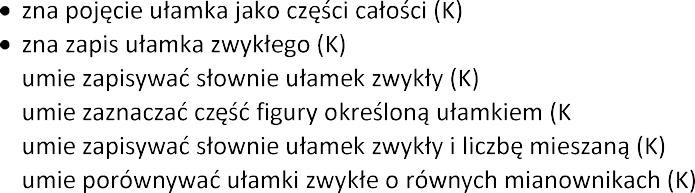 • zna pojęcie ułamka jako części całości (K)
• zna zapis ułamka zwykłego (K)
umie zapisywać słownie ułamek zwykły (K)
umie zaznaczać część figury określoną ułamkiem (K
umie zapisywać słownie ułamek zwykły i liczbę mieszaną (K)
umie porównywać ułamki zwykłe o równych mianownikach (K)